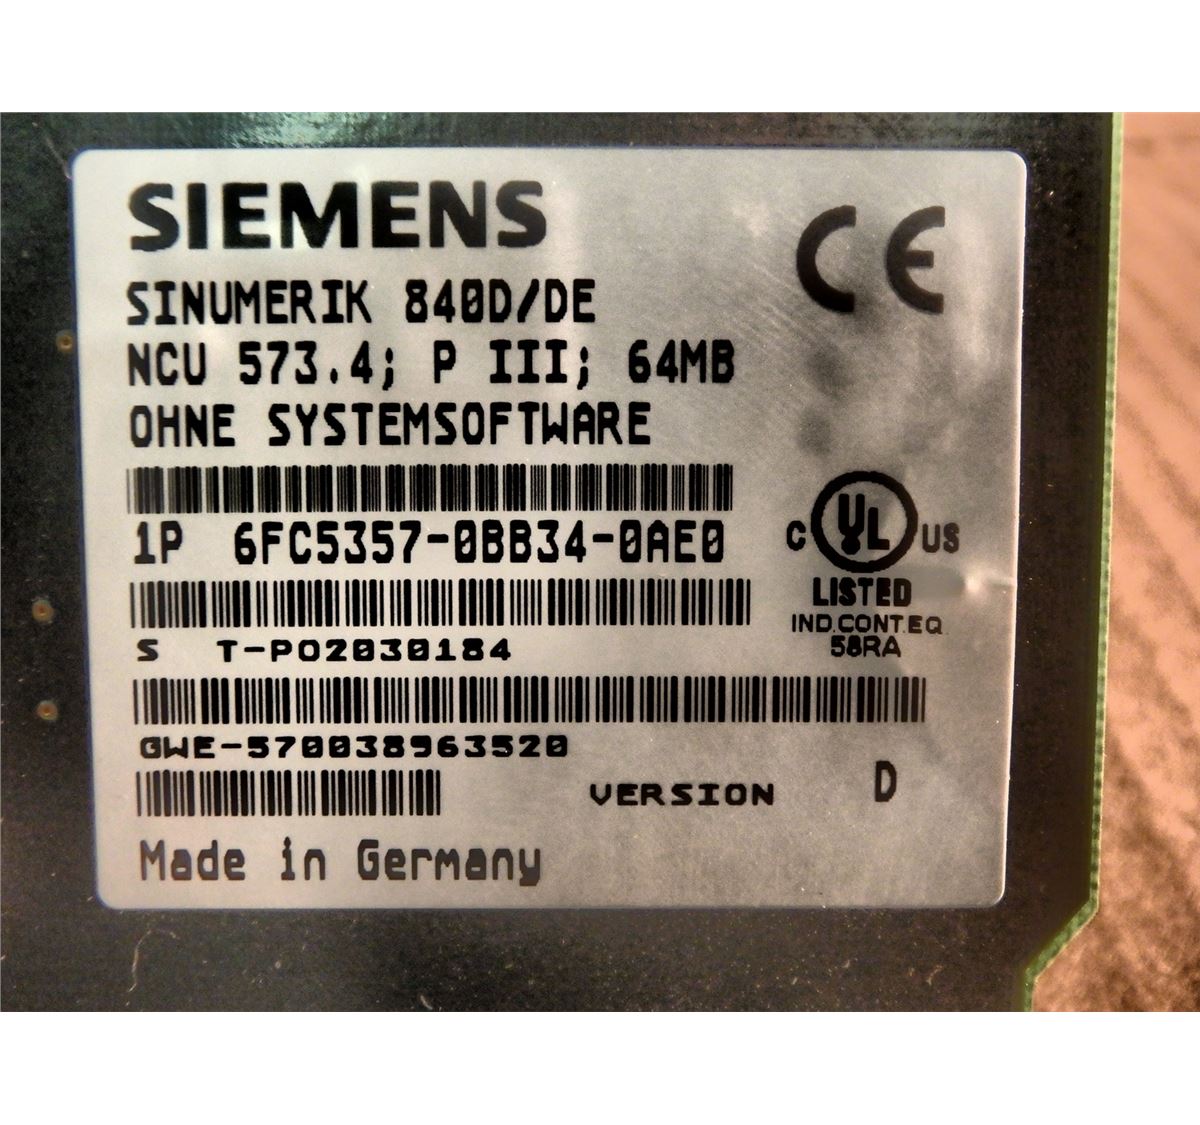 SIEMENS
CE
SINUMERIK 840D/DE
NCU 573.4; P III; 64MB
OHNE SYSTEMSOFTWARE
1P 6FC5357-0BB34-0AE0
C UL US
LISTED
IND.CONT.EQ.
58RA
S T-P02030184
GWE-570038963520
VERSION D
Made in Germany